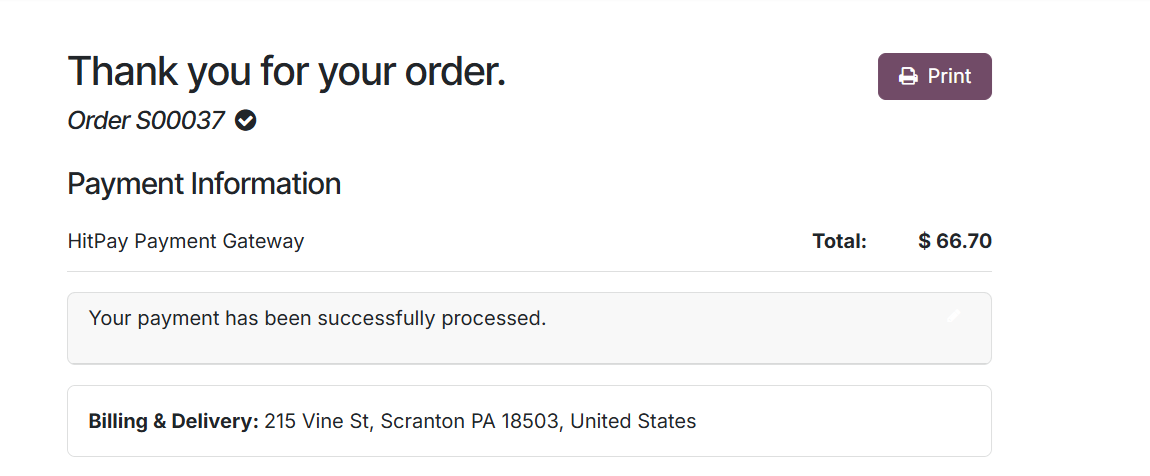 Thank you for your order.
Print
Order S00037
Payment Information
HitPay Payment Gateway Total: $ 66.70
Your payment has been successfully processed.
Billing & Delivery: 215 Vine St, Scranton PA 18503, United States